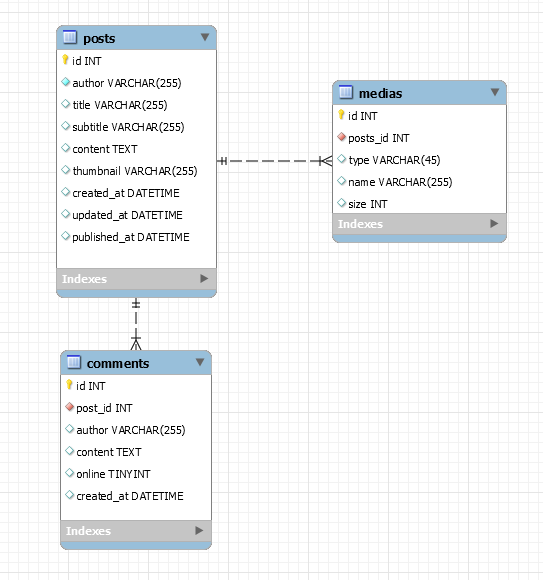 posts
id INT
author VARCHAR(255)
title VARCHAR(255)
subtitle VARCHAR(255)
content TEXT
thumbnail VARCHAR(255)
created_at DATETIME
updated_at DATETIME
published_at DATETIME
Indexes
medias
id INT
posts_id INT
type VARCHAR(45)
name VARCHAR(255)
size INT
Indexes
comments
id INT
post_id INT
author VARCHAR(255)
content TEXT
online TINYINT
created_at DATETIME
Indexes